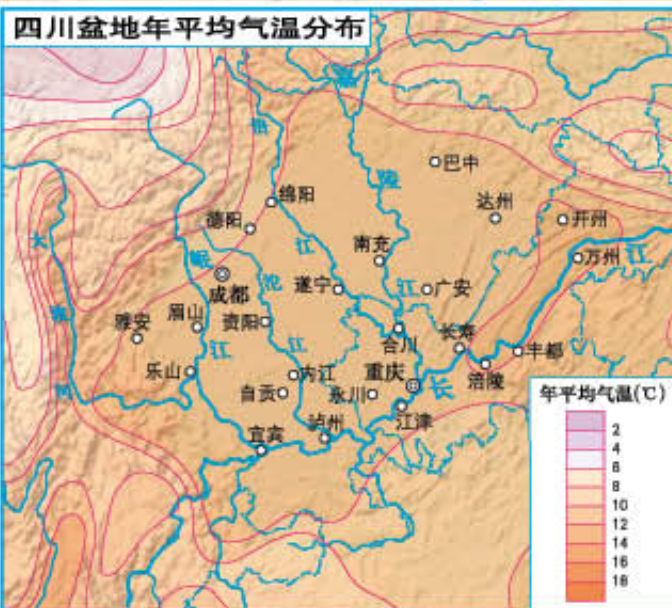 四川盆地年平均气温分布
嘉
涪
巴中
陵
绵阳
达州
开州
德阳
大
岷
江
南充
江
万州
沱
成都
遂宁
江
广安
渡
眉山
资阳
雅安
江
江
合川
长寿
丰都
河
乐山
内江
重庆
长
涪陵
自贡
永川
江津
泸州
宜宾
年平均气温(℃)
2
4
6
8
10
12
14
16
18